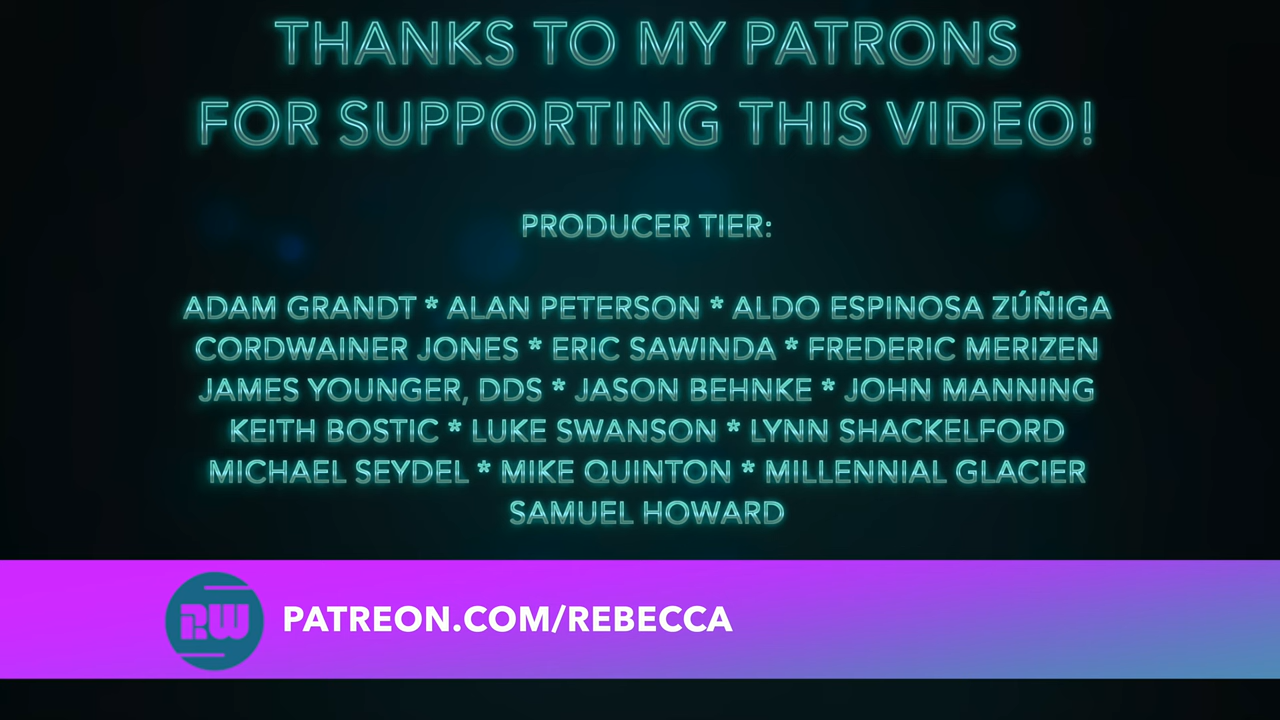 THANKS TO MY PATRONS
FOR SUPPORTING THIS VIDEO!
PRODUCER TIER:
ADAM GRANDT * ALAN PETERSON * ALDO ESPINOSA ZÚÑIGA
CORDWAINER JONES * ERIC SAWINDA * FREDERIC MERIZEN
JAMES YOUNGER, DDS * JASON BEHNKE * JOHN MANNING
KEITH BOSTIC * LUKE SWANSON * LYNN SHACKELFORD
MICHAEL SEYDEL * MIKE QUINTON * MILLENNIAL GLACIER
SAMUEL HOWARD
RW
PATREON.COM/REBECCA